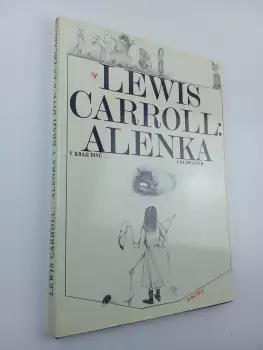 LEWIS
CARROLL:
ALENKA
V KRAJI DIVŮ...
A ZA ZRCADLEM
LEWIS CARROLL: ALENKA V KRAJI DIVŮ A ZA ZRCADLEM